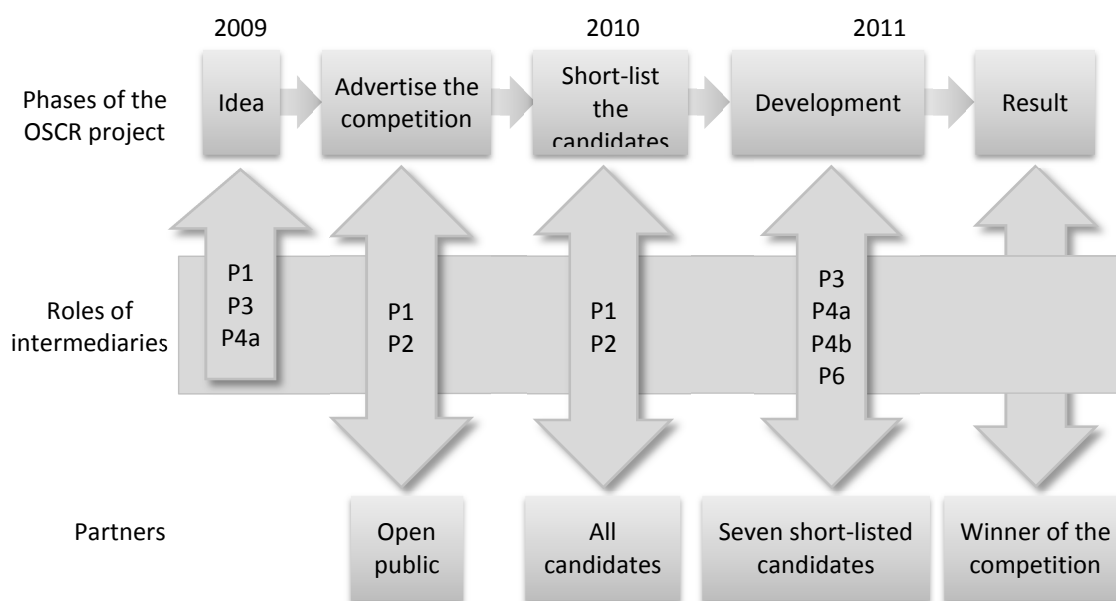 2009
2010
2011
Phases of the
OSCR project
Idea
Advertise the
competition
Short-list
the
candidates
Development
Result
Roles of
intermediaries
P1
P3
P4a
P1
P2
P1
P2
P3
P4a
P4b
P6
Partners
Open
public
All
candidates
Seven short-listed
candidates
Winner of the
competition